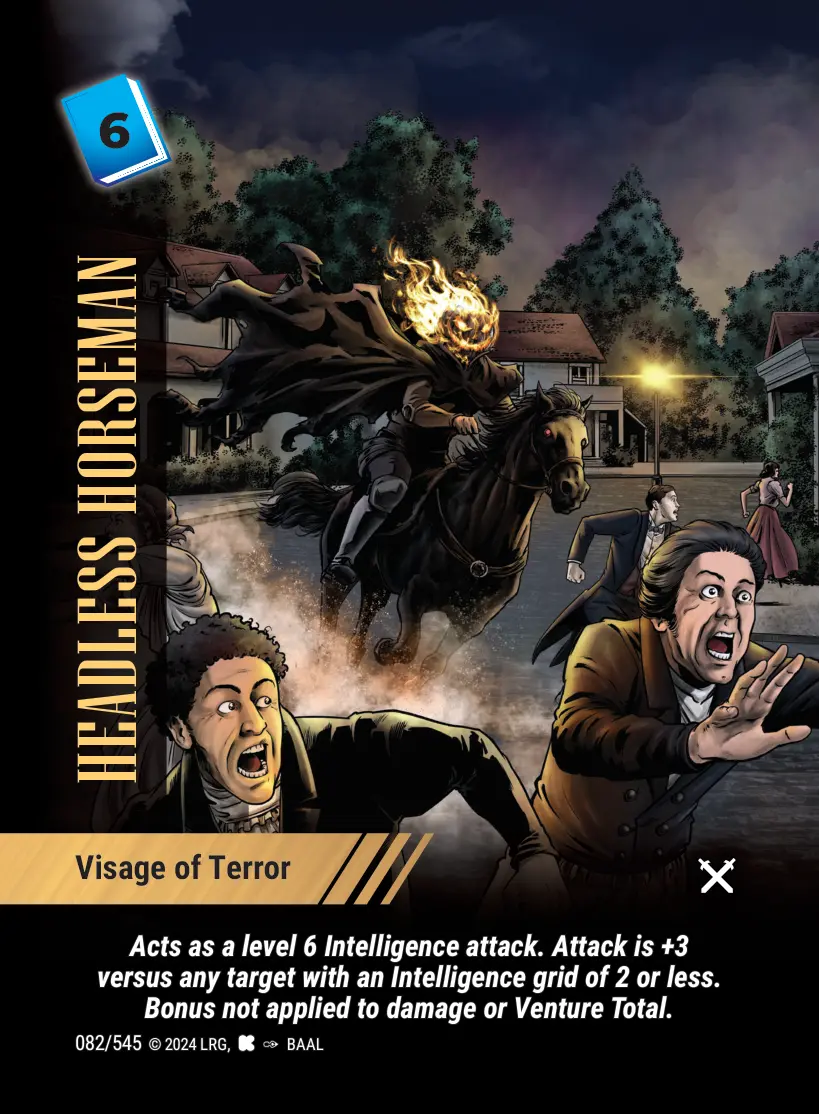 6
HEADLESS HORSEMAN
Visage of Terror
Acts as a level 6 Intelligence attack. Attack is +3
versus any target with an Intelligence grid of 2 or less.
Bonus not applied to damage or Venture Total.
082/545 © 2024 LRG, BAAL